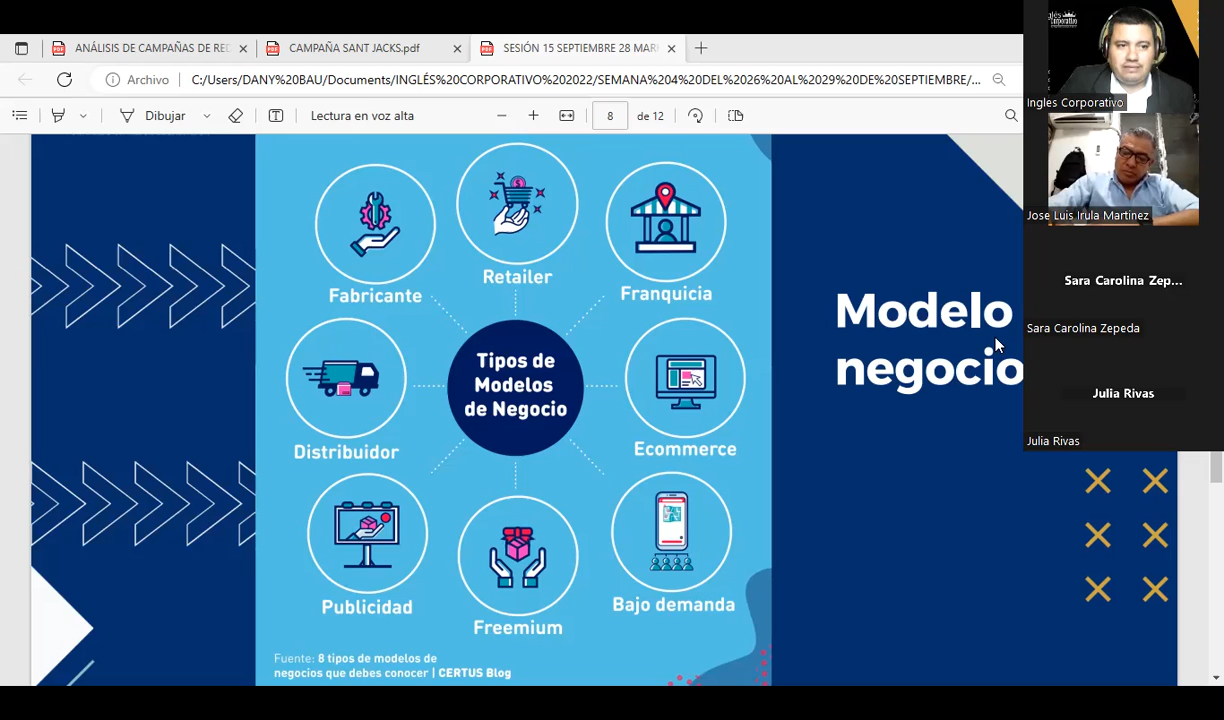 ANÁLISIS DE CAMPAÑAS DE RED
CAMPAÑA SANT JACKS.pdf
SESIÓN 15 SEPTIEMBRE 28 MAR
Archivo
C:/Users/DANY%20BAU/Documents/INGLÉS%20CORPORATIVO%202022/SEMANA%204%20DEL%2026%20AL%2029%20DE%20SEPTIEMBRE/...
Dibujar
Lectura en voz alta
8
de 12
Retailer
Fabricante
Franquicia
Tipos de
Modelos
de Negocio
Distribuidor
Ecommerce
Publicidad
Freemium
Bajo demanda
Fuente: 8 tipos de modelos de
negocios que debes conocer | CERTUS Blog
Modelo
negocio
Corporativo
Ingles Corporativo
Jose Luis Irula Martinez
Sara Carolina Zep...
Sara Carolina Zepeda
Julia Rivas
Julia Rivas